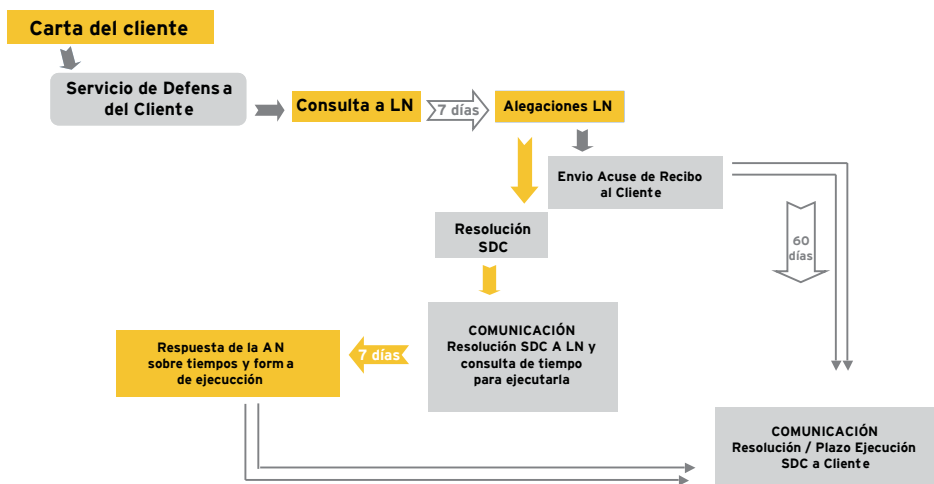 Carta del cliente
Servicio de Defensa
del Cliente
Consulta a LN
7 días
Alegaciones LN
Envio Acuse de Recibo
al Cliente
Resolución
SDC
60
días
COMUNICACIÓN
Resolución SDC A LN y
consulta de tiempo
para ejecutarla
7 días
Respuesta de la AN
sobre tiempos y forma
de ejecucción
COMUNICACIÓN
Resolución / Plazo Ejecución
SDC a Cliente